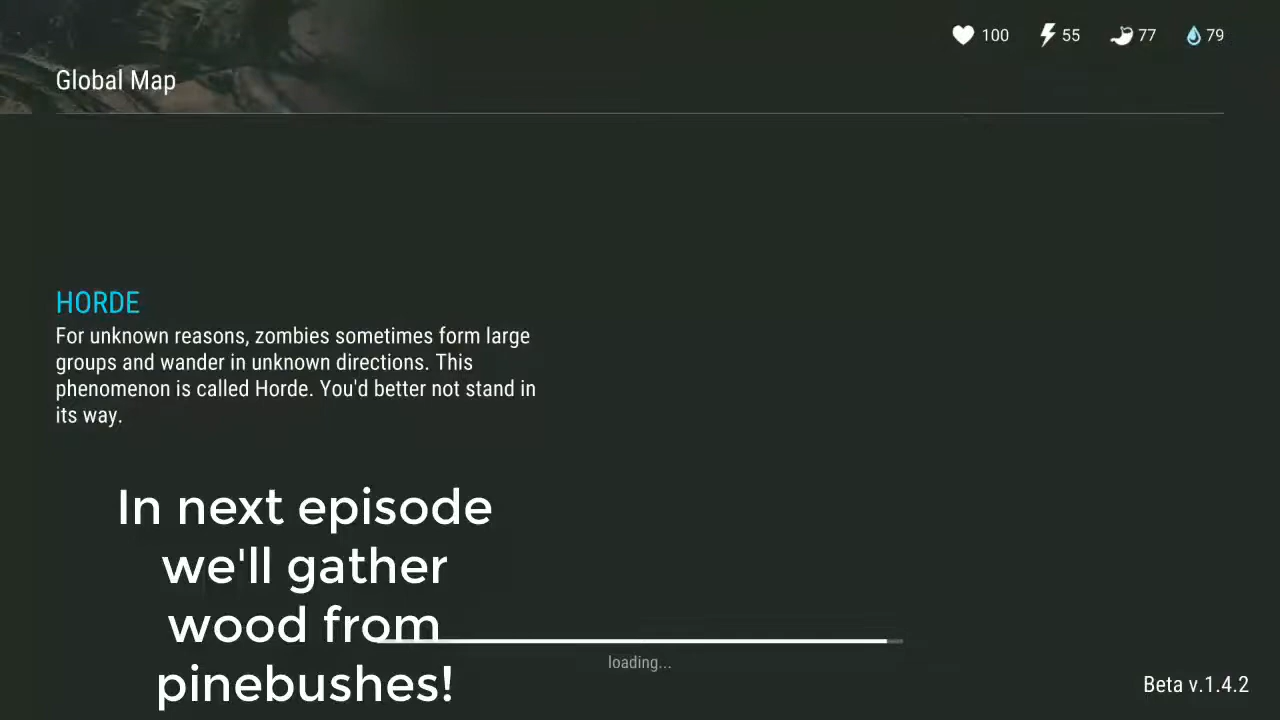 100 55 77 79
Global Map
HORDE
For unknown reasons, zombies sometimes form large
groups and wander in unknown directions. This
phenomenon is called Horde. You'd better not stand in
its way.
In next episode
we'll gather
wood from
pinebushes!
loading...
Beta v.1.4.2